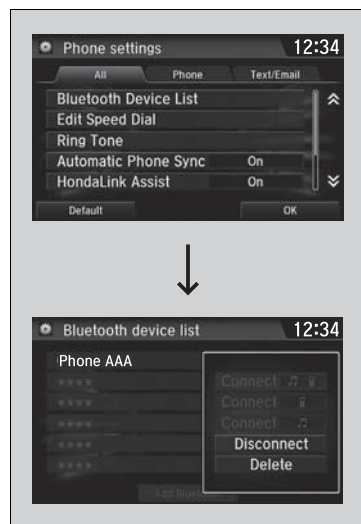 Phone settings 12:34
All Phone Text/Email
Bluetooth Device List
Edit Speed Dial
Ring Tone
Automatic Phone Sync On
HondaLink Assist On
Default OK
Bluetooth device list 12:34
Phone AAA
**** Connect
**** Connect
**** Connect
**** Disconnect
**** Delete
Add